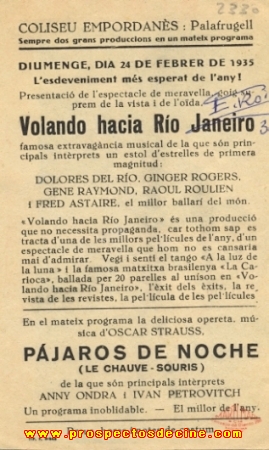 COLISEU EMPORDANÈS : Palafrugell
Sempre dos grans produccions en un mateix programa
DIUMENGE, DIA 24 DE FEBRER DE 1935
L'esdeveniment més esperat de l'any!
Presentació de l'espectacle de meravella, goig su-
prem de la vista i de l'oïda.
Volando hacia Río Janeiro
famosa extravagància musical de la que són prin-
cipals intèrprets un estol d'estrelles de primera
magnitud:
DOLORES DEL RÍO, GINGER ROGERS,
GENE RAYMOND, RAOUL ROULIEN
i FRED ASTAIRE, el millor ballarí del món.
«Volando hacia Río Janeiro» és una producció
que no necessita propaganda, car tothom sap es
tracta d'una de les millors pel·lícules de l'any, d'un
espectacle de meravella que hom no es cansaria
mai d'admirar. Vegi i senti el tango «A la luz de
la luna» i la famosa matxitxa brasilenya «La Ca-
rioca», ballada per 20 parelles al unison en «Volan-
do hacia Río Janeiro», l'èxit dels èxits, la re-
vista de les revistes, la pel·lícula de les pel·lícules
En el mateix programa la deliciosa opereta, mú-
sica d'OSCAR STRAUSS,
PÁJAROS DE NOCHE
(LE CHAUVE-SOURIS)
de la que són principals intèrprets
ANNY ONDRA i IVAN PETROVITCH
Un programa inoblidable. — El millor de l'any.
www.prospectosdecine.com